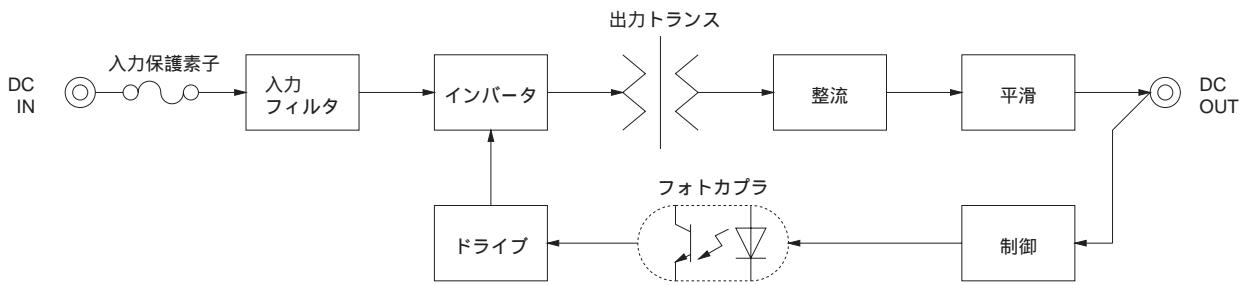 出力トランス
入力保護素子
DC
IN
入力
フィルタ
インバータ
整流
平滑
DC
OUT
フォトカプラ
ドライブ
制御